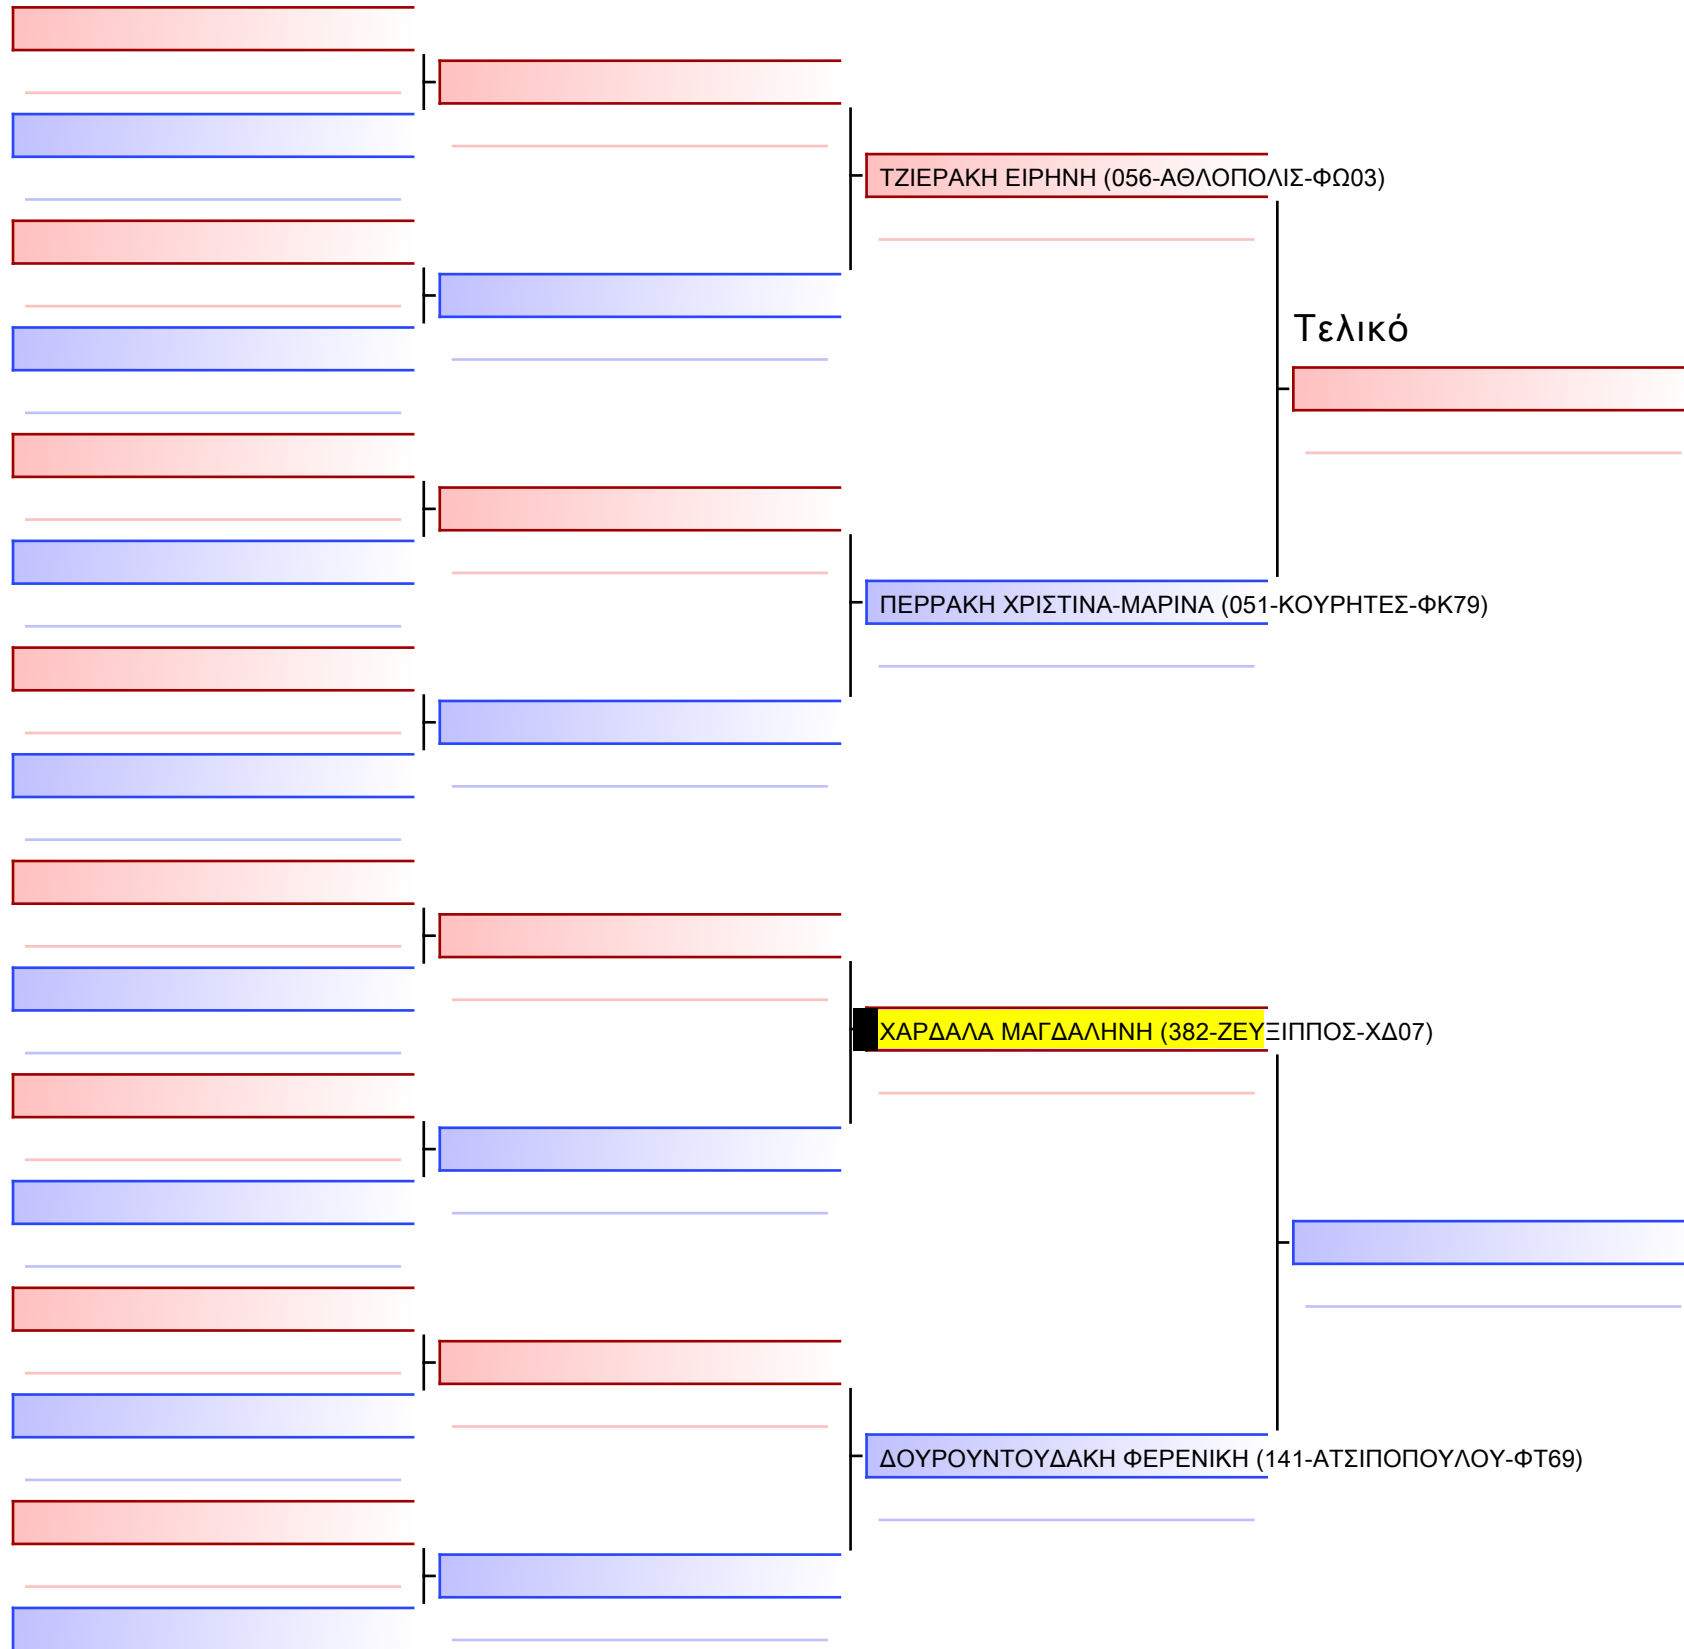 ΤΖΙΕΡΑΚΗ ΕΙΡΗΝΗ (056-ΑΘΛΟΠΟΛΙΣ-ΦΩ03)
Τελικό
ΠΕΡΡΑΚΗ ΧΡΙΣΤΙΝΑ-ΜΑΡΙΝΑ (051-ΚΟΥΡΗΤΕΣ-ΦΚ79)
ΧΑΡΔΑΛΑ ΜΑΓΔΑΛΗΝΗ (382-ΖΕΥΞΙΠΠΟΣ-ΧΔ07)
ΔΟΥΡΟΥΝΤΟΥΔΑΚΗ ΦΕΡΕΝΙΚΗ (141-ΑΤΣΙΠΟΠΟΥΛΟΥ-ΦΤ69)